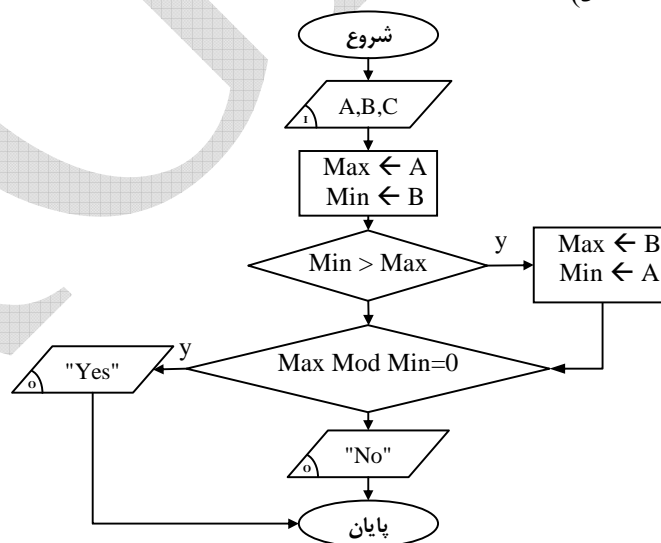 شروع
A,B,C
I
Max ← A
Min ← B
Min > Max
y
Max ← B
Min ← A
Max Mod Min=0
y
"Yes"
O
"No"
O
پایان